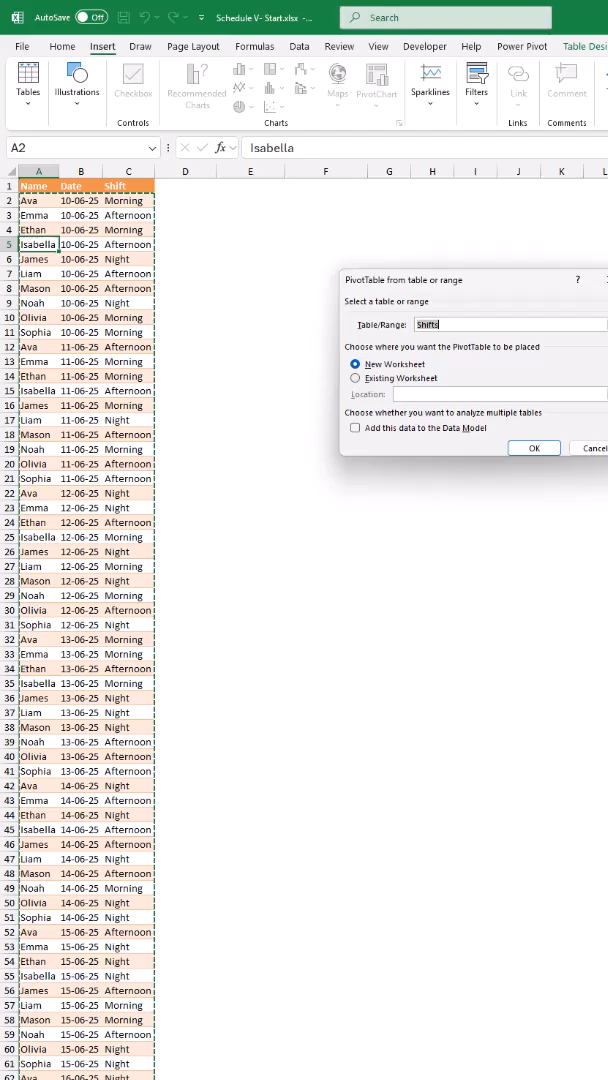 AutoSave Off Schedule V- Start.xlsx -... Search
File Home Insert Draw Page Layout Formulas Data Review View Developer Help Power Pivot Table Desi
Tables Illustrations Checkbox Recommended Charts Maps PivotChart Sparklines Filters Link Comment
Controls Charts Links Comments
A2 fx Isabella
A B C D E F G H I J K L
1 Name Date Shift
2 Ava 10-06-25 Morning
3 Emma 10-06-25 Afternoon
4 Ethan 10-06-25 Morning
5 Isabella 10-06-25 Afternoon
6 James 10-06-25 Night
7 Liam 10-06-25 Afternoon
8 Mason 10-06-25 Afternoon
9 Noah 10-06-25 Night
10 Olivia 10-06-25 Morning
11 Sophia 10-06-25 Morning
12 Ava 11-06-25 Afternoon
13 Emma 11-06-25 Morning
14 Ethan 11-06-25 Morning
15 Isabella 11-06-25 Afternoon
16 James 11-06-25 Morning
17 Liam 11-06-25 Night
18 Mason 11-06-25 Afternoon
19 Noah 11-06-25 Morning
20 Olivia 11-06-25 Afternoon
21 Sophia 11-06-25 Afternoon
22 Ava 12-06-25 Night
23 Emma 12-06-25 Night
24 Ethan 12-06-25 Afternoon
25 Isabella 12-06-25 Morning
26 James 12-06-25 Night
27 Liam 12-06-25 Morning
28 Mason 12-06-25 Night
29 Noah 12-06-25 Morning
30 Olivia 12-06-25 Afternoon
31 Sophia 12-06-25 Night
32 Ava 13-06-25 Morning
33 Emma 13-06-25 Morning
34 Ethan 13-06-25 Afternoon
35 Isabella 13-06-25 Morning
36 James 13-06-25 Night
37 Liam 13-06-25 Night
38 Mason 13-06-25 Night
39 Noah 13-06-25 Afternoon
40 Olivia 13-06-25 Afternoon
41 Sophia 13-06-25 Afternoon
42 Ava 14-06-25 Night
43 Emma 14-06-25 Afternoon
44 Ethan 14-06-25 Night
45 Isabella 14-06-25 Afternoon
46 James 14-06-25 Afternoon
47 Liam 14-06-25 Night
48 Mason 14-06-25 Afternoon
49 Noah 14-06-25 Morning
50 Olivia 14-06-25 Night
51 Sophia 14-06-25 Night
52 Ava 15-06-25 Afternoon
53 Emma 15-06-25 Night
54 Ethan 15-06-25 Night
55 Isabella 15-06-25 Night
56 James 15-06-25 Afternoon
57 Liam 15-06-25 Morning
58 Mason 15-06-25 Morning
59 Noah 15-06-25 Afternoon
60 Olivia 15-06-25 Night
61 Sophia 15-06-25 Night
62 Ava 16-06-25 Night
PivotTable from table or range ?
Select a table or range
Table/Range: Shifts
Choose where you want the PivotTable to be placed
New Worksheet
Existing Worksheet
Location:
Choose whether you want to analyze multiple tables
Add this data to the Data Model
OK Cancel